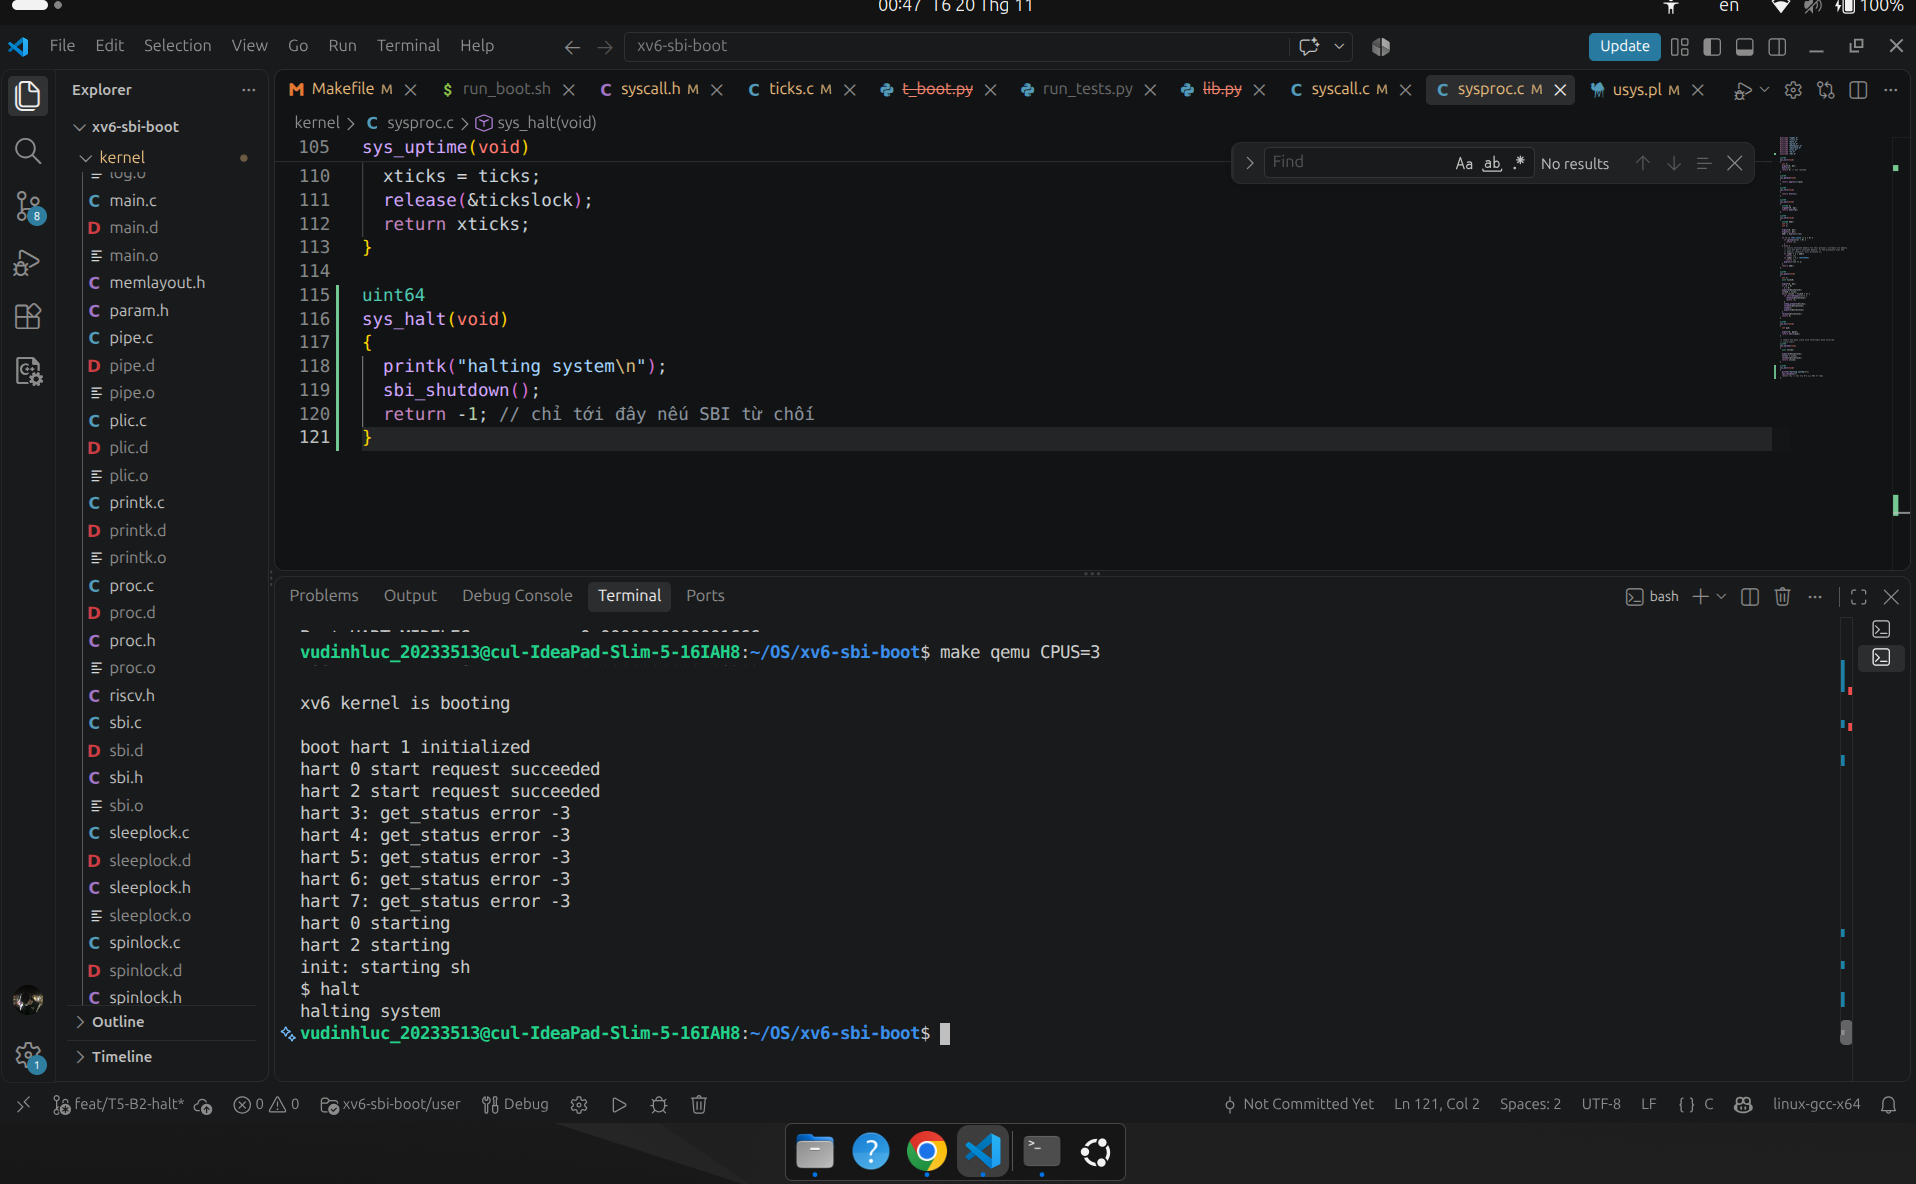 00:47 T6 20 Thg 11
en
100%
File Edit Selection View Go Run Terminal Help
xv6-sbi-boot
Update
Explorer
Makefile M
run_boot.sh
syscall.h M
ticks.c M
t_boot.py
run_tests.py
lib.py
syscall.c M
sysproc.c M
usys.pl M
kernel > sysproc.c > sys_halt(void)
xv6-sbi-boot
kernel
log.o
main.c
main.d
main.o
memlayout.h
param.h
pipe.c
pipe.d
pipe.o
plic.c
plic.d
plic.o
printk.c
printk.d
printk.o
proc.c
proc.d
proc.h
proc.o
riscv.h
sbi.c
sbi.d
sbi.h
sbi.o
sleeplock.c
sleeplock.d
sleeplock.h
sleeplock.o
spinlock.c
spinlock.d
spinlock.h
Outline
Timeline
8
1
Find
Aa ab .* No results
105 sys_uptime(void)
110 xticks = ticks;
111 release(&tickslock);
112 return xticks;
113 }
114
115 uint64
116 sys_halt(void)
117 {
118 printk("halting system\n");
119 sbi_shutdown();
120 return -1; // chỉ tới đây nếu SBI từ chối
121 }
Problems Output Debug Console Terminal Ports
bash
vudinhluc_20233513@cul-IdeaPad-Slim-5-16IAH8:~/OS/xv6-sbi-boot$ make qemu CPUS=3
xv6 kernel is booting
boot hart 1 initialized
hart 0 start request succeeded
hart 2 start request succeeded
hart 3: get_status error -3
hart 4: get_status error -3
hart 5: get_status error -3
hart 6: get_status error -3
hart 7: get_status error -3
hart 0 starting
hart 2 starting
init: starting sh
$ halt
halting system
vudinhluc_20233513@cul-IdeaPad-Slim-5-16IAH8:~/OS/xv6-sbi-boot$
feat/T5-B2-halt* 0 0 xv6-sbi-boot/user Debug
Not Committed Yet Ln 121, Col 2 Spaces: 2 UTF-8 LF { } C linux-gcc-x64